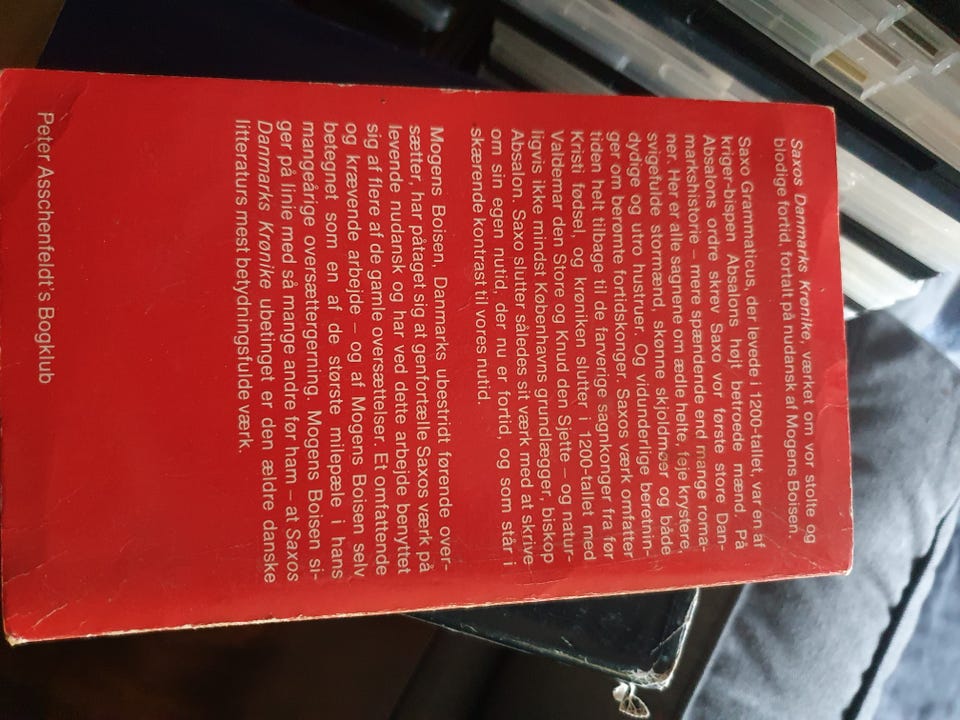 Saxos Danmarks Krønike, værket om vor stolte og
blodige fortid, fortalt på nudansk af Mogens Boisen.
Saxo Grammaticus, der levede i 1200-tallet, var en af
kriger-bispen Absalons højt betroede mænd. På
Absalons ordre skrev Saxo vor første store Dan-
markshistorie – mere spændende end mange roma-
ner. Her er alle sagnene om ædle helte, feje krystere,
svigefulde stormænd, skønne skjoldmøer og både
dydige og utro hustruer. Og vidunderlige beretnin-
ger om berømte fortidskonger. Saxos værk omfatter
tiden helt tilbage til de farverige sagnkonger fra før
Kristi fødsel, og krøniken slutter i 1200-tallet med
Valdemar den Store og Knud den Sjette – og natur-
ligvis ikke mindst Københavns grundlægger, biskop
Absalon. Saxo slutter således sit værk med at skrive
om sin egen nutid, der nu er fortid, og som står i
skærende kontrast til vores nutid.
Mogens Boisen, Danmarks ubestridt førende over-
sætter, har påtaget sig at genfortælle Saxos værk på
levende nudansk og har ved dette arbejde benyttet
sig af flere af de gamle oversættelser. Et omfattende
og krævende arbejde – og af Mogens Boisen selv
betegnet som en af de største milepæle i hans
mangeårige oversættergerning. Mogens Boisen si-
ger på linie med så mange andre før ham – at Saxos
Danmarks Krønike ubetinget er den ældre danske
litteraturs mest betydningsfulde værk.
Peter Asschenfeldt's Bogklub